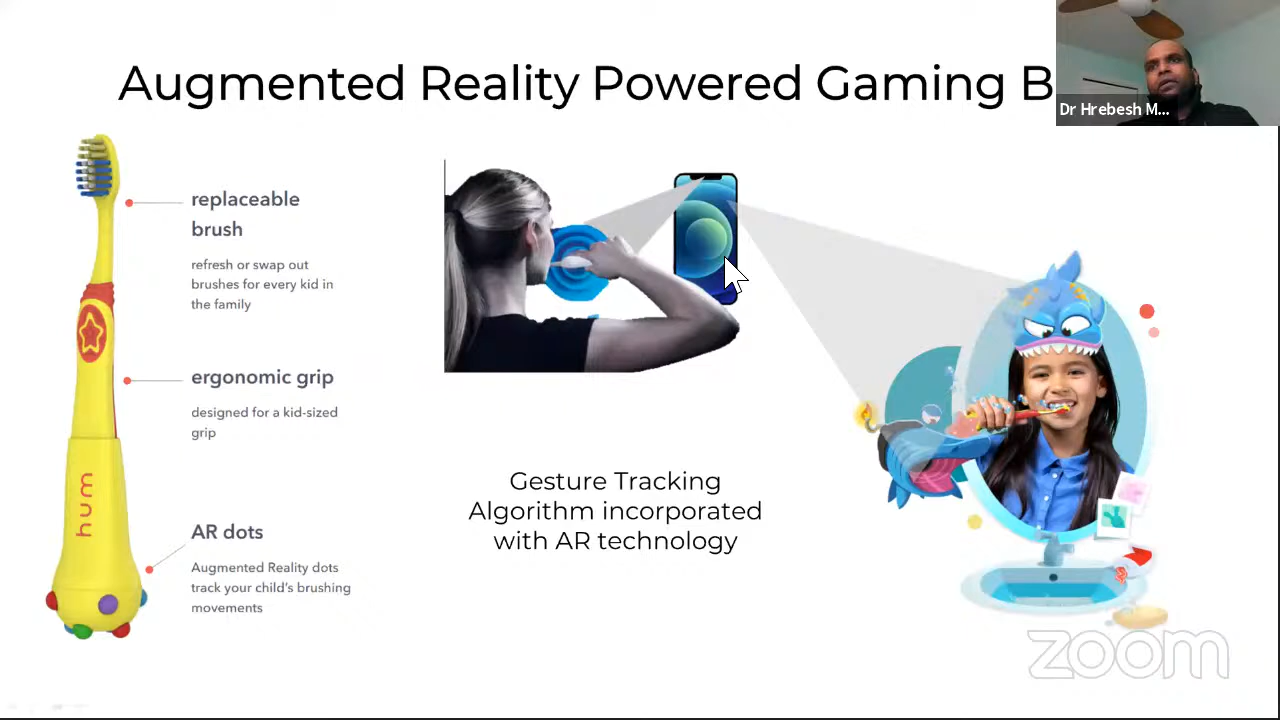 Augmented Reality Powered Gaming B
Dr Hrebesh M...
replaceable
brush
refresh or swap out
brushes for every kid in
the family
ergonomic grip
designed for a kid-sized
grip
hum
AR dots
Augmented Reality dots
track your child's brushing
movements
Gesture Tracking
Algorithm incorporated
with AR technology
zoom